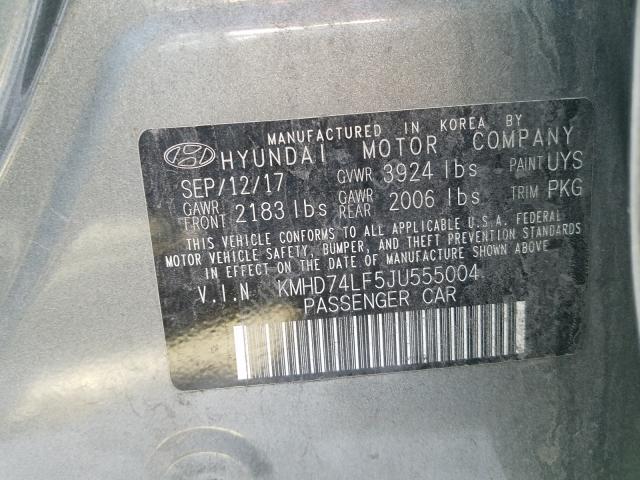 MANUFACTURED IN KOREA BY
HYUNDAI MOTOR COMPANY
SEP/12/17 GVWR 3924 lbs PAINT UYS
GAWR FRONT 2183 lbs GAWR REAR 2006 lbs TRIM PKG
THIS VEHICLE CONFORMS TO ALL APPLICABLE U.S.A. FEDERAL
MOTOR VEHICLE SAFETY, BUMPER, AND THEFT PREVENTION STANDARDS
IN EFFECT ON THE DATE OF MANUFACTURE SHOWN ABOVE.
V.I.N KMHD74LF5JU555004
PASSENGER CAR